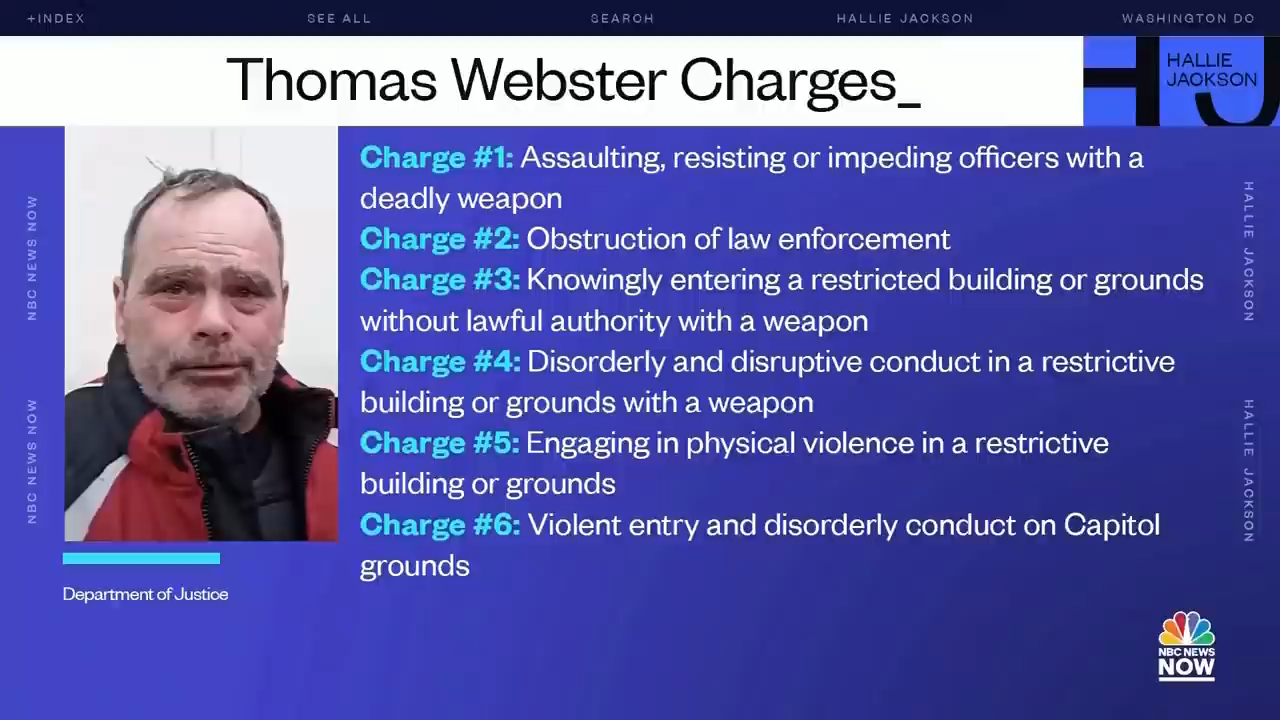 +INDEX
SEE ALL
SEARCH
HALLIE JACKSON
WASHINGTON DO
Thomas Webster Charges_
HALLIE
JACKSON
HJ
Charge #1: Assaulting, resisting or impeding officers with a
deadly weapon
Charge #2: Obstruction of law enforcement
Charge #3: Knowingly entering a restricted building or grounds
without lawful authority with a weapon
Charge #4: Disorderly and disruptive conduct in a restrictive
building or grounds with a weapon
Charge #5: Engaging in physical violence in a restrictive
building or grounds
Charge #6: Violent entry and disorderly conduct on Capitol
grounds
NBC NEWS NOW
NBC NEWS NOW
HALLIE JACKSON
HALLIE JACKSON
Department of Justice
NBC NEWS
NOW